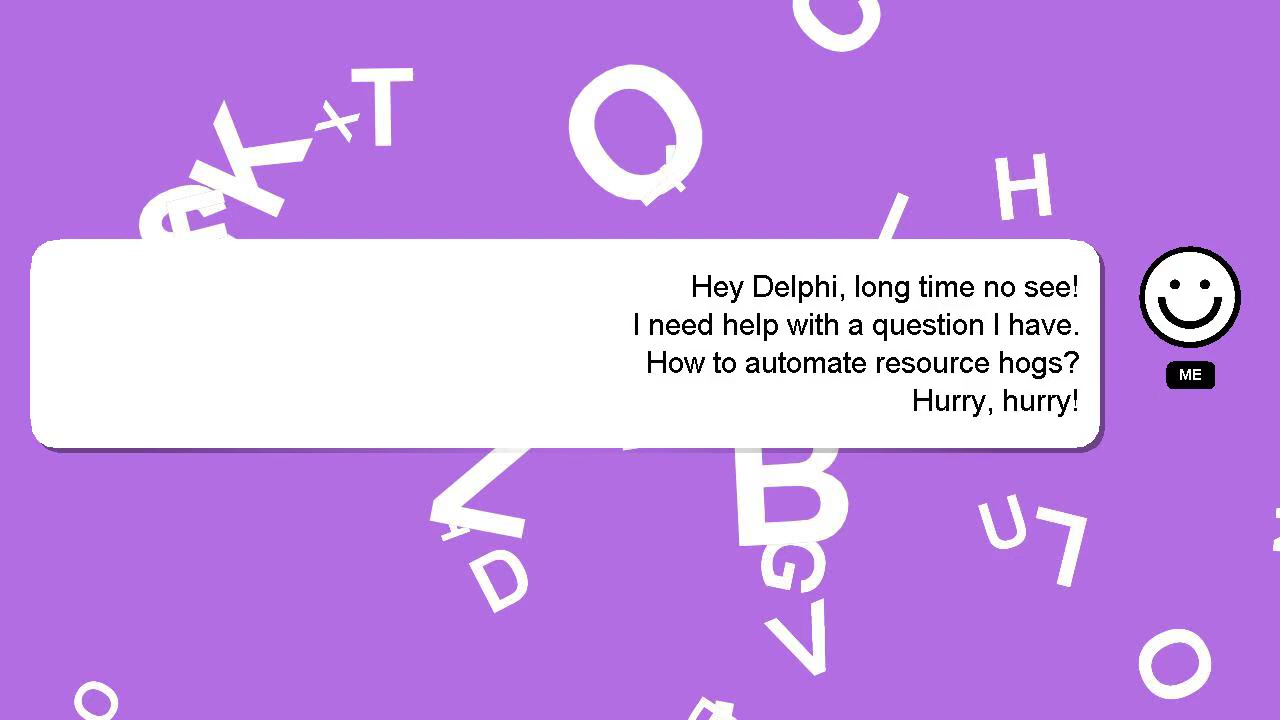 Hey Delphi, long time no see!
I need help with a question I have.
How to automate resource hogs?
Hurry, hurry!
ME